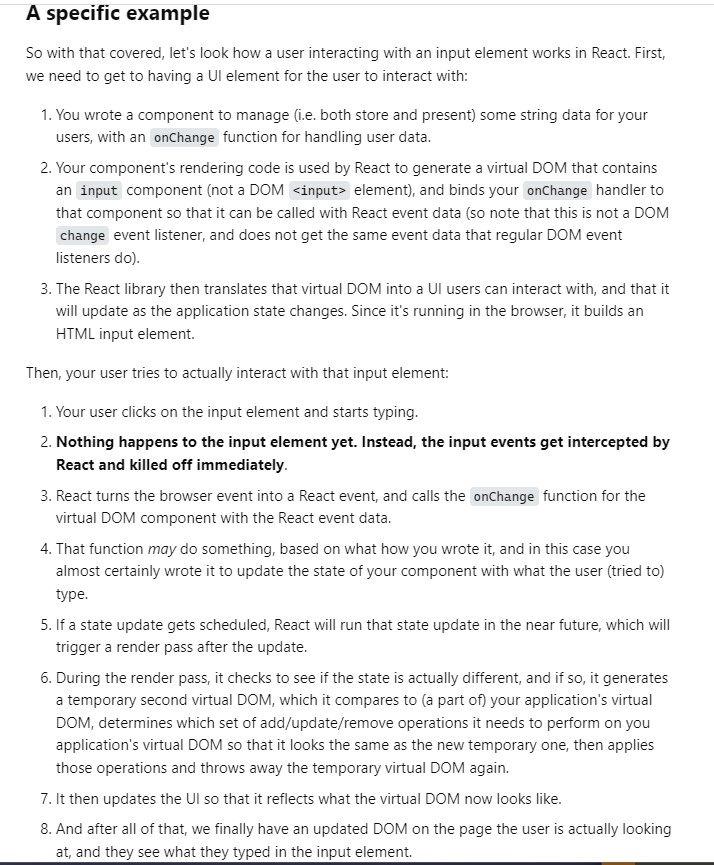 A specific example
So with that covered, let's look how a user interacting with an input element works in React. First,
we need to get to having a UI element for the user to interact with:
1. You wrote a component to manage (i.e. both store and present) some string data for your
users, with an onChange function for handling user data.
2. Your component's rendering code is used by React to generate a virtual DOM that contains
an input component (not a DOM <input> element), and binds your onChange handler to
that component so that it can be called with React event data (so note that this is not a DOM
change event listener, and does not get the same event data that regular DOM event
listeners do).
3. The React library then translates that virtual DOM into a UI users can interact with, and that it
will update as the application state changes. Since it's running in the browser, it builds an
HTML input element.
Then, your user tries to actually interact with that input element:
1. Your user clicks on the input element and starts typing.
2. Nothing happens to the input element yet. Instead, the input events get intercepted by
React and killed off immediately.
3. React turns the browser event into a React event, and calls the onChange function for the
virtual DOM component with the React event data.
4. That function may do something, based on what how you wrote it, and in this case you
almost certainly wrote it to update the state of your component with what the user (tried to)
type.
5. If a state update gets scheduled, React will run that state update in the near future, which will
trigger a render pass after the update.
6. During the render pass, it checks to see if the state is actually different, and if so, it generates
a temporary second virtual DOM, which it compares to (a part of) your application's virtual
DOM, determines which set of add/update/remove operations it needs to perform on you
application's virtual DOM so that it looks the same as the new temporary one, then applies
those operations and throws away the temporary virtual DOM again.
7. It then updates the UI so that it reflects what the virtual DOM now looks like.
8. And after all of that, we finally have an updated DOM on the page the user is actually looking
at, and they see what they typed in the input element.